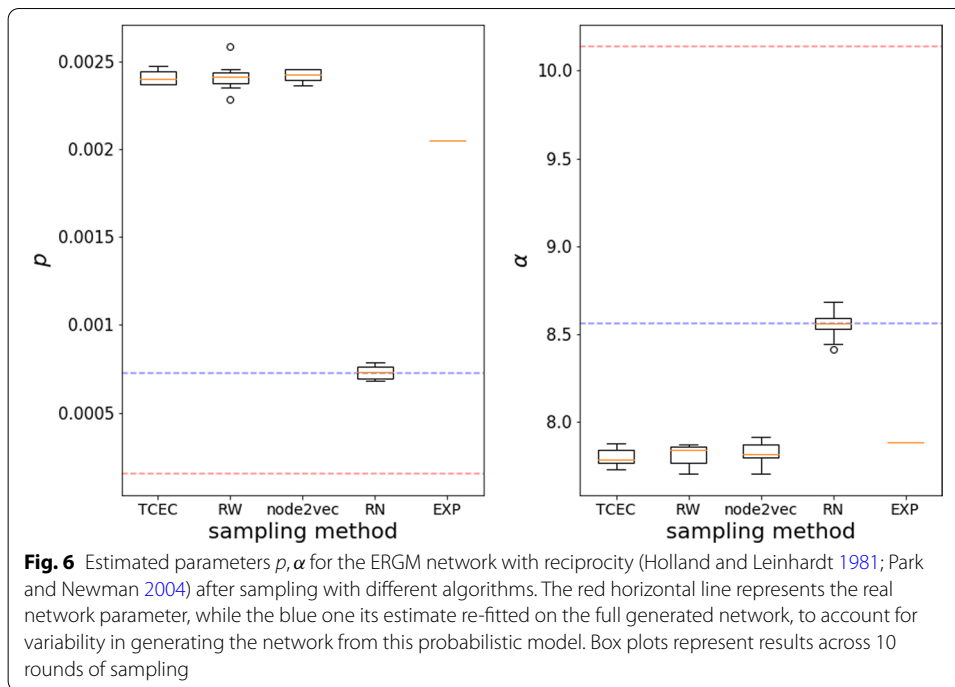 0.0025
0.002
0.0015
0.001
0.0005
p
TCEC RW node2vec RN EXP
sampling method
10.0
9.5
9.0
8.5
8.0
α
TCEC RW node2vec RN EXP
sampling method
Fig. 6 Estimated parameters p, α for the ERGM network with reciprocity (Holland and Leinhardt 1981; Park
and Newman 2004) after sampling with different algorithms. The red horizontal line represents the real
network parameter, while the blue one its estimate re-fitted on the full generated network, to account for
variability in generating the network from this probabilistic model. Box plots represent results across 10
rounds of sampling